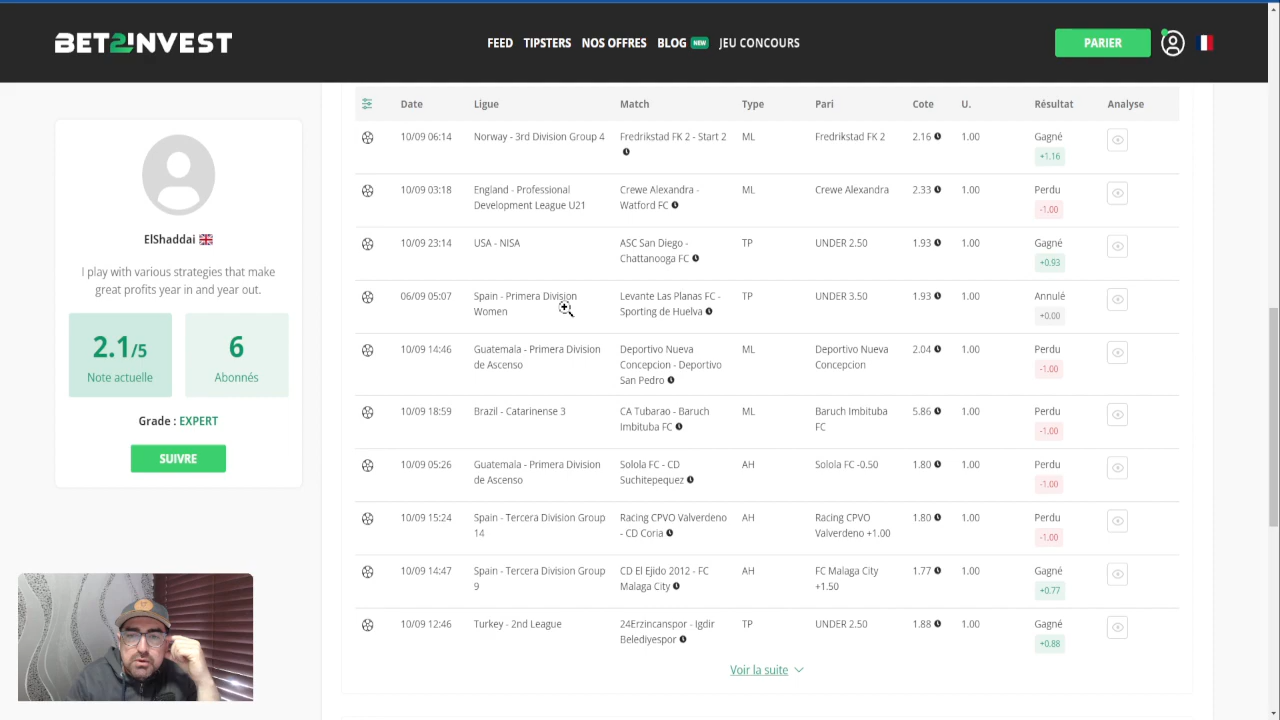 BET2INVEST
FEED TIPSTERS NOS OFFRES BLOG NEW JEU CONCOURS
PARIER
Date Ligue Match Type Pari Cote U. Résultat Analyse
10/09 06:14 Norway - 3rd Division Group 4 Fredrikstad FK 2 - Start 2 ML Fredrikstad FK 2 2.16 1.00 Gagné
+1.16
10/09 03:18 England - Professional Crewe Alexandra - ML Crewe Alexandra 2.33 1.00 Perdu
Development League U21 Watford FC -1.00
10/09 23:14 USA - NISA ASC San Diego - TP UNDER 2.50 1.93 1.00 Gagné
Chattanooga FC +0.93
06/09 05:07 Spain - Primera Division Levante Las Planas FC - TP UNDER 3.50 1.93 1.00 Annulé
Women Sporting de Huelva +0.00
10/09 14:46 Guatemala - Primera Division Deportivo Nueva ML Deportivo Nueva 2.04 1.00 Perdu
de Ascenso Concepcion - Deportivo Concepcion -1.00
San Pedro
10/09 18:59 Brazil - Catarinense 3 CA Tubarao - Baruch ML Baruch Imbituba 5.86 1.00 Perdu
Imbituba FC FC -1.00
10/09 05:26 Guatemala - Primera Division Solola FC - CD AH Solola FC -0.50 1.80 1.00 Perdu
de Ascenso Suchitepequez -1.00
10/09 15:24 Spain - Tercera Division Group Racing CPVO Valverdeno AH Racing CPVO 1.80 1.00 Perdu
14 - CD Coria Valverdeno +1.00 -1.00
10/09 14:47 Spain - Tercera Division Group CD El Ejido 2012 - FC AH FC Malaga City 1.77 1.00 Gagné
9 Malaga City +1.50 +0.77
10/09 12:46 Turkey - 2nd League 24Erzincanspor - Igdir TP UNDER 2.50 1.88 1.00 Gagné
Belediyespor +0.88
Voir la suite
ElShaddai
I play with various strategies that make
great profits year in and year out.
2.1/5 6
Note actuelle Abonnés
Grade : EXPERT
SUIVRE